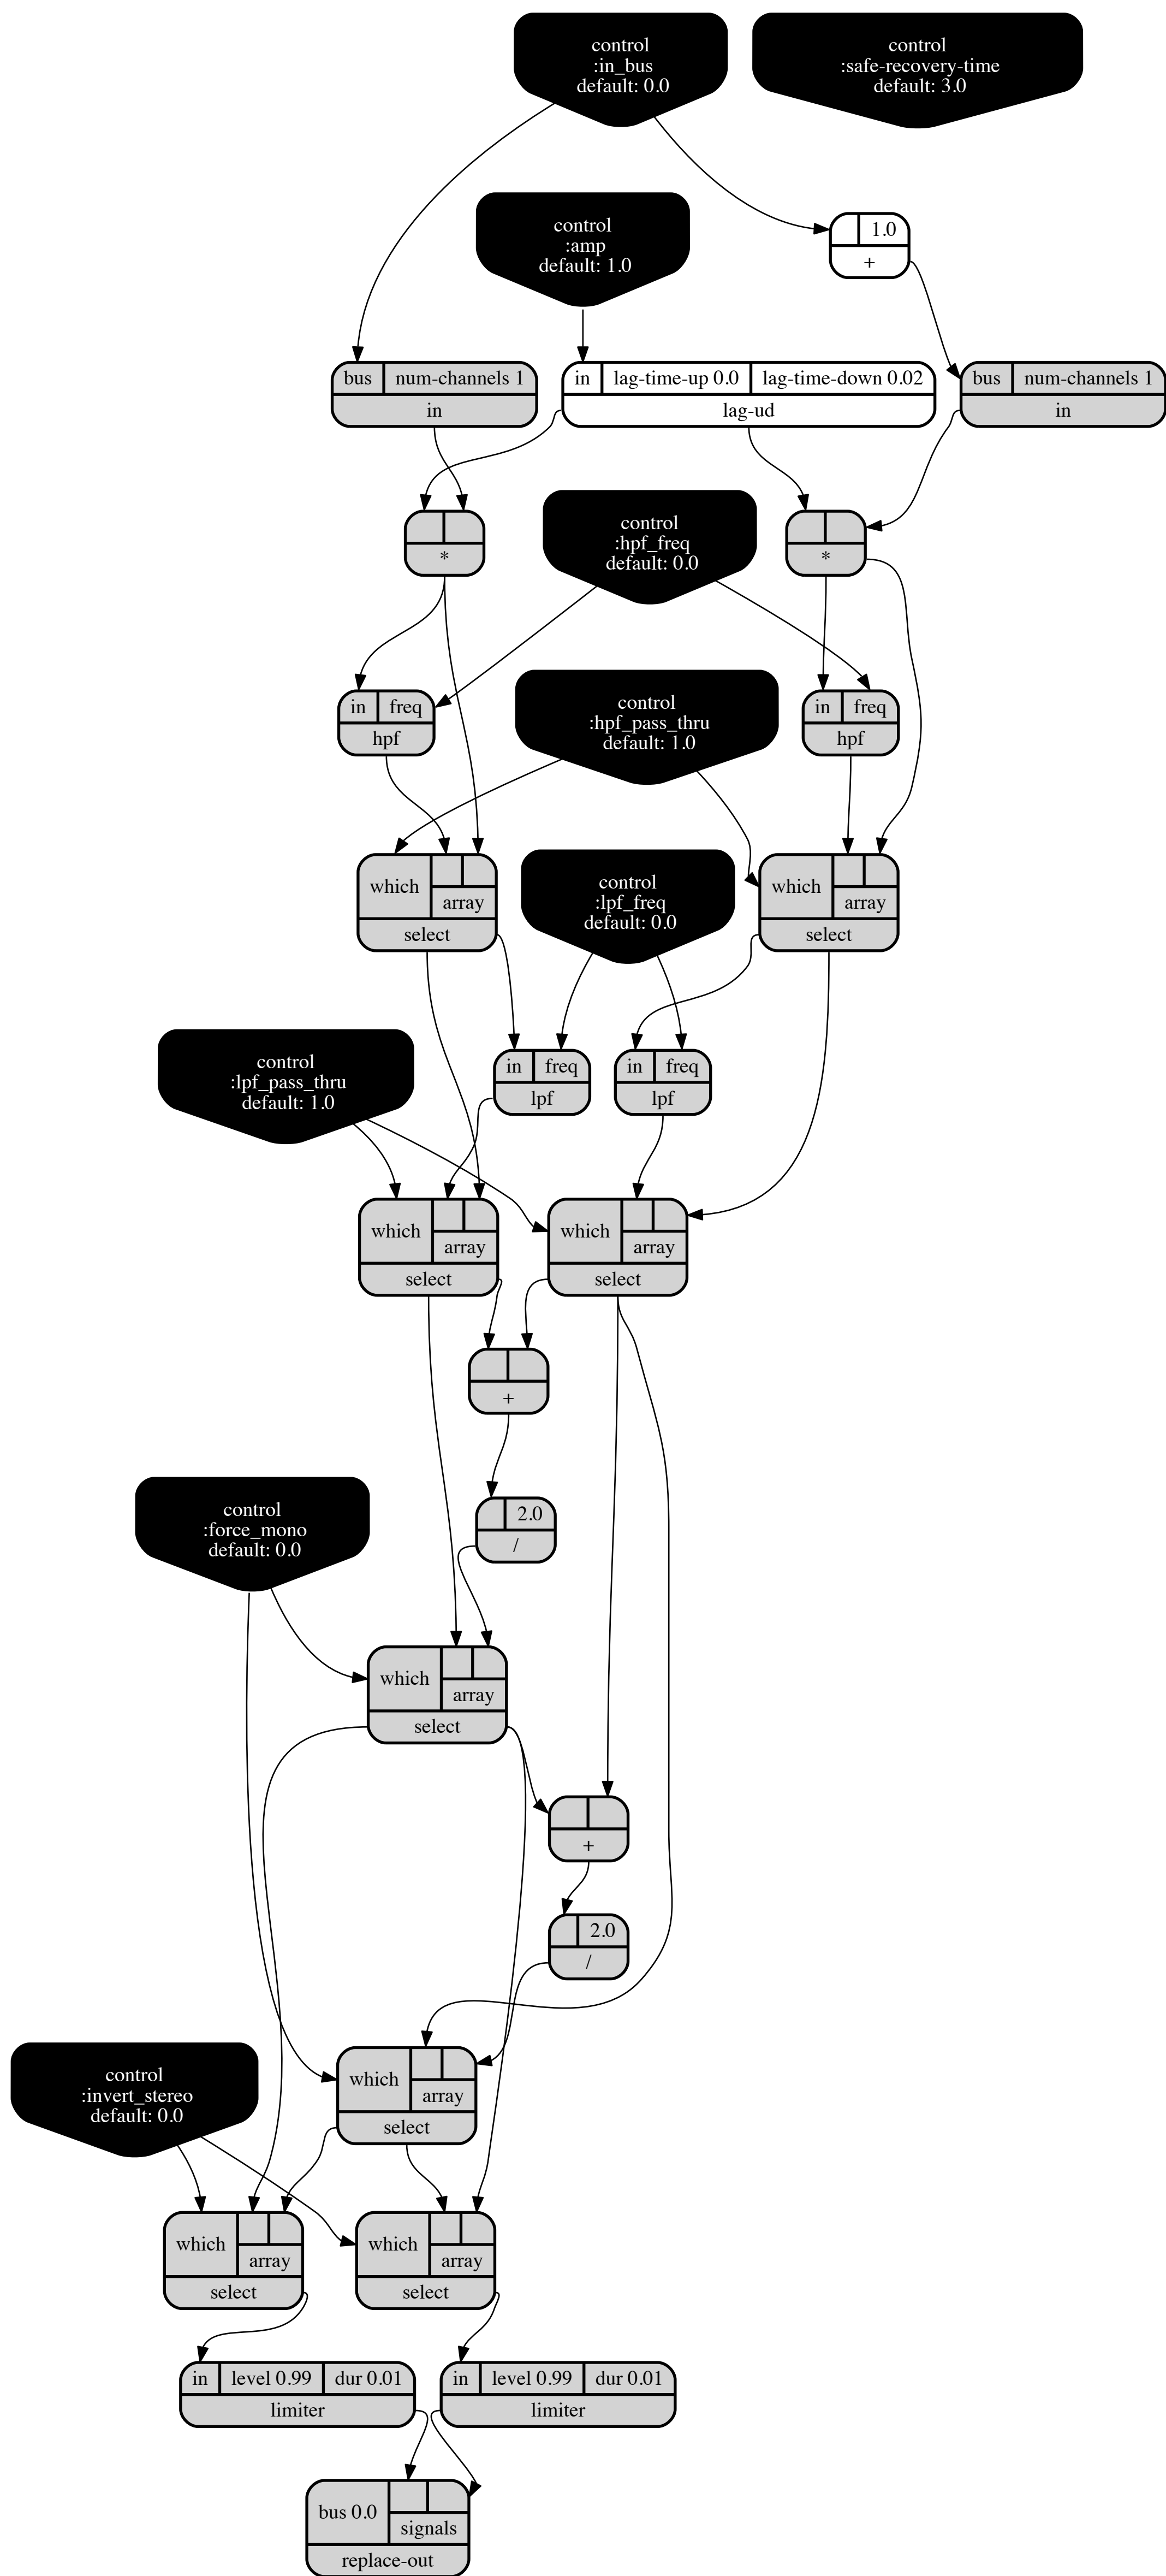 control
:in_bus
default: 0.0
control
:safe-recovery-time
default: 3.0
control
:amp
default: 1.0
1.0
+
bus num-channels 1
in
in lag-time-up 0.0 lag-time-down 0.02
lag-ud
bus num-channels 1
in
*
control
:hpf_freq
default: 0.0
*
in freq
hpf
control
:hpf_pass_thru
default: 1.0
in freq
hpf
which
array
select
control
:lpf_freq
default: 0.0
which
array
select
control
:lpf_pass_thru
default: 1.0
in freq
lpf
in freq
lpf
which
array
select
which
array
select
+
control
:force_mono
default: 0.0
2.0
/
which
array
select
+
2.0
/
control
:invert_stereo
default: 0.0
which
array
select
which
array
select
which
array
select
in level 0.99 dur 0.01
limiter
in level 0.99 dur 0.01
limiter
bus 0.0
signals
replace-out